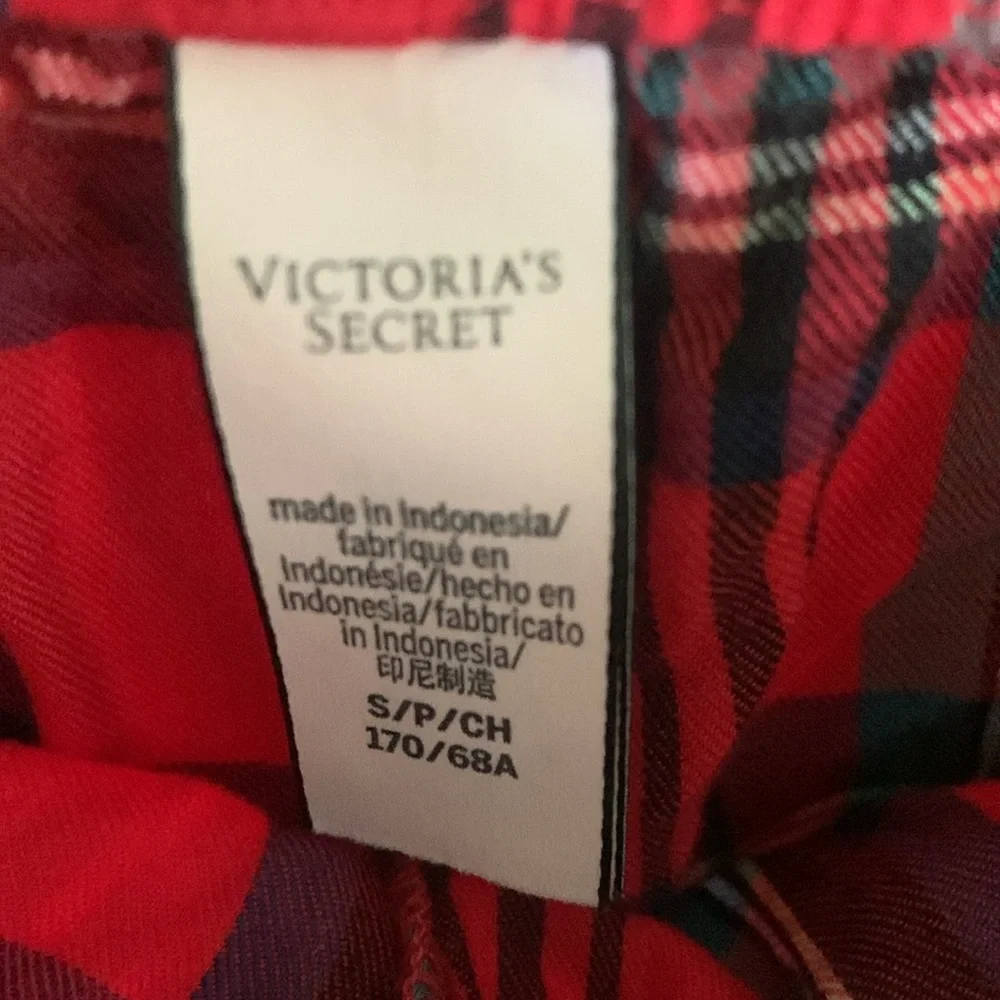 VICTORIA'S
SECRET
made in Indonesia/
fabriqué en
Indonésie/hecho en
Indonesia/fabbricato
in Indonesia/
印尼制造
S/P/CH
170/68A